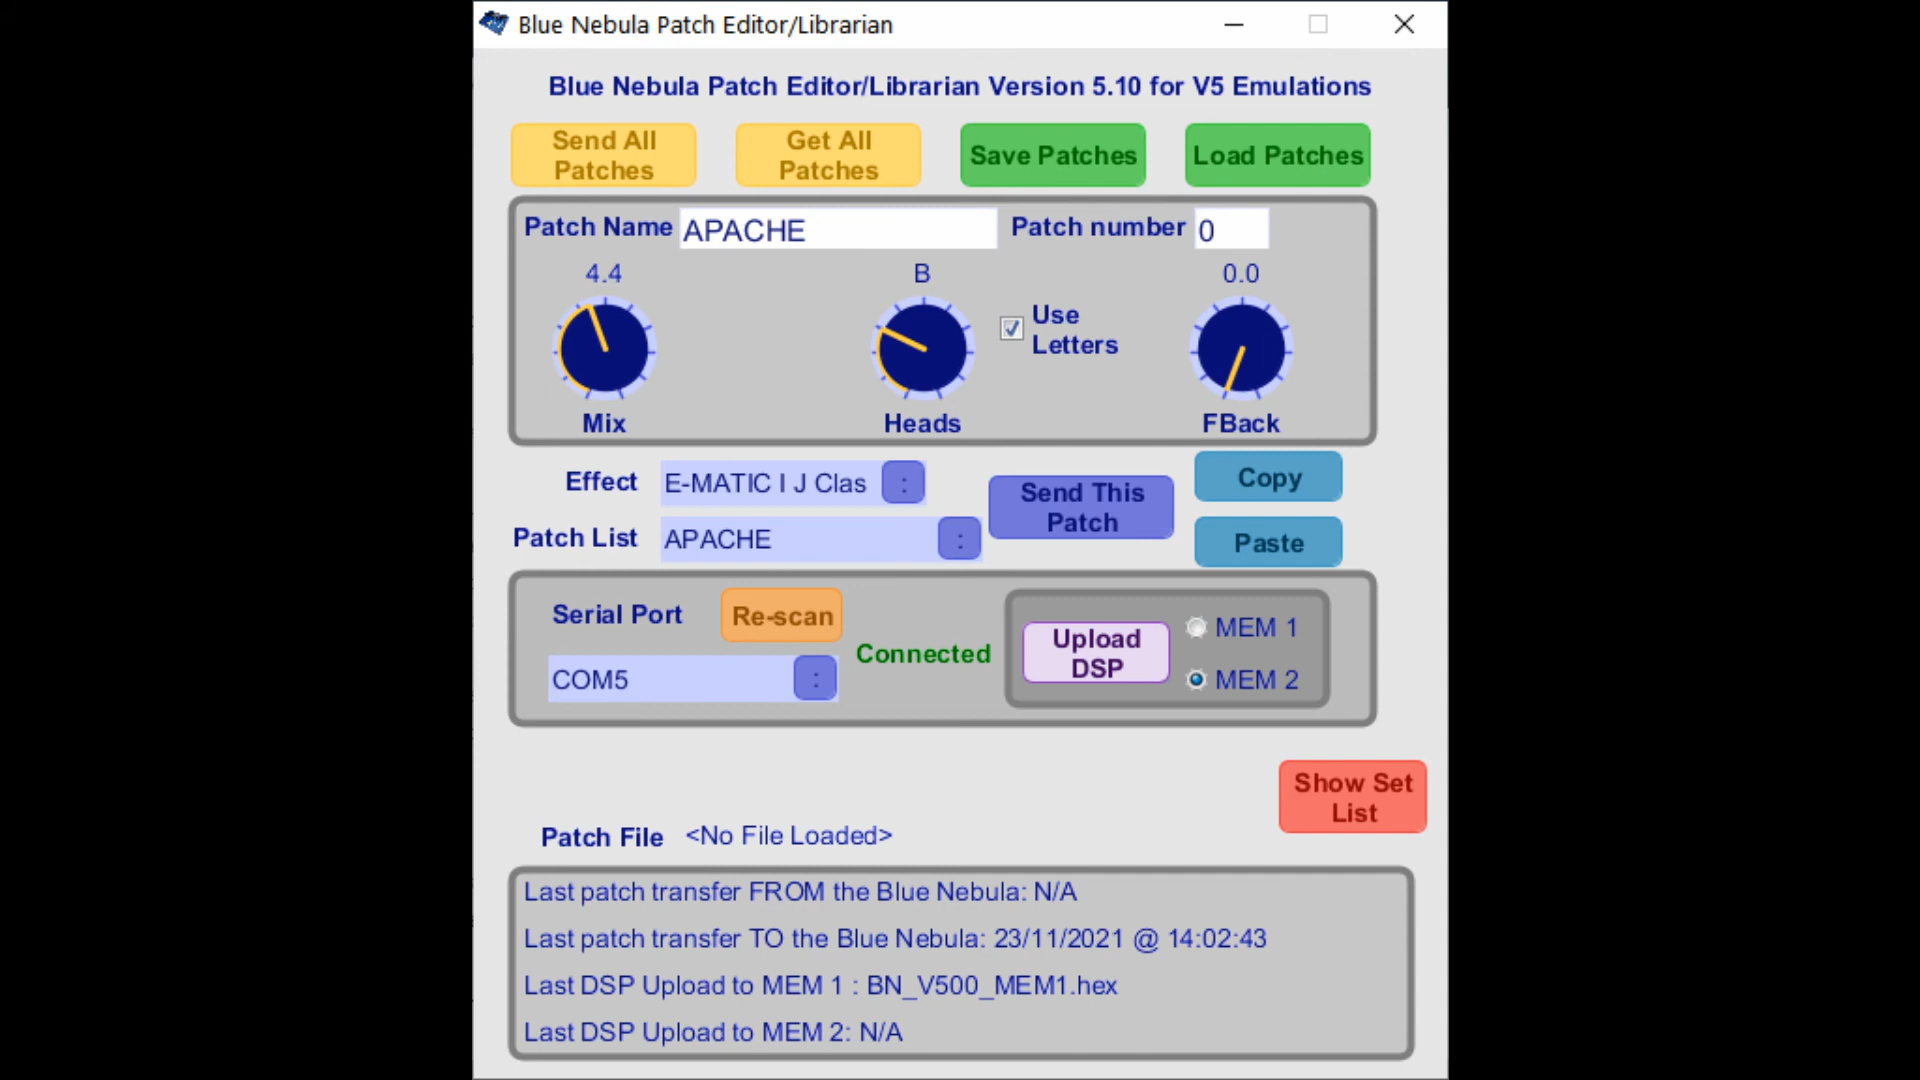 Blue Nebula Patch Editor/Librarian
Blue Nebula Patch Editor/Librarian Version 5.10 for V5 Emulations
Send All
Patches
Get All
Patches
Save Patches
Load Patches
Patch Name
APACHE
Patch number
0
4.4
B
0.0
Use
Letters
Mix
Heads
FBack
Effect
E-MATIC I J Clas
:
Send This
Patch
Copy
Patch List
APACHE
:
Paste
Serial Port
Re-scan
COM5
:
Connected
Upload
DSP
MEM 1
MEM 2
Show Set
List
Patch File
<No File Loaded>
Last patch transfer FROM the Blue Nebula: N/A
Last patch transfer TO the Blue Nebula: 23/11/2021 @ 14:02:43
Last DSP Upload to MEM 1 : BN_V500_MEM1.hex
Last DSP Upload to MEM 2: N/A